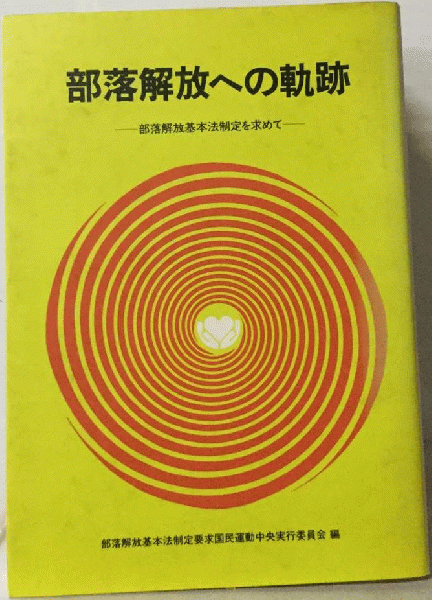 部落解放への軌跡
——部落解放基本法制定を求めて——
部落解放基本法制定要求国民運動中央実行委員会 編